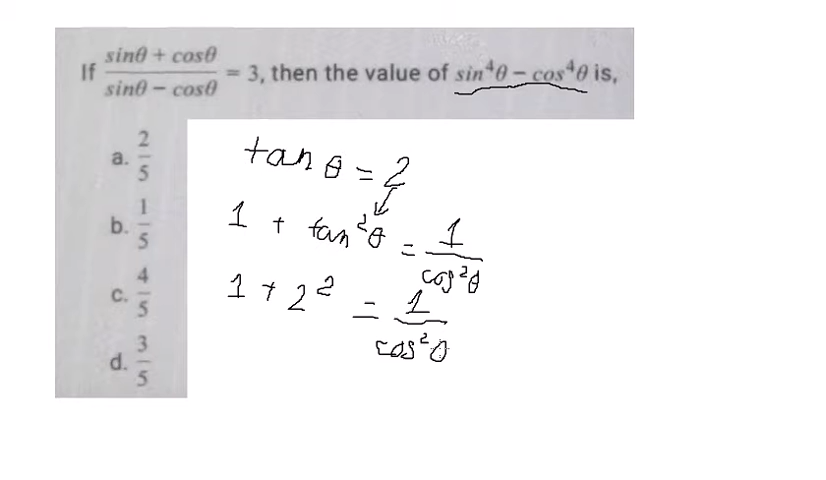 If (sinθ + cosθ)/(sinθ − cosθ) = 3, then the value of sin⁴θ − cos⁴θ is,
a. 2/5
b. 1/5
c. 4/5
d. 3/5
tan θ = 2
1 + tan²θ = 1/cos²θ
1 + 2² = 1/cos²θ